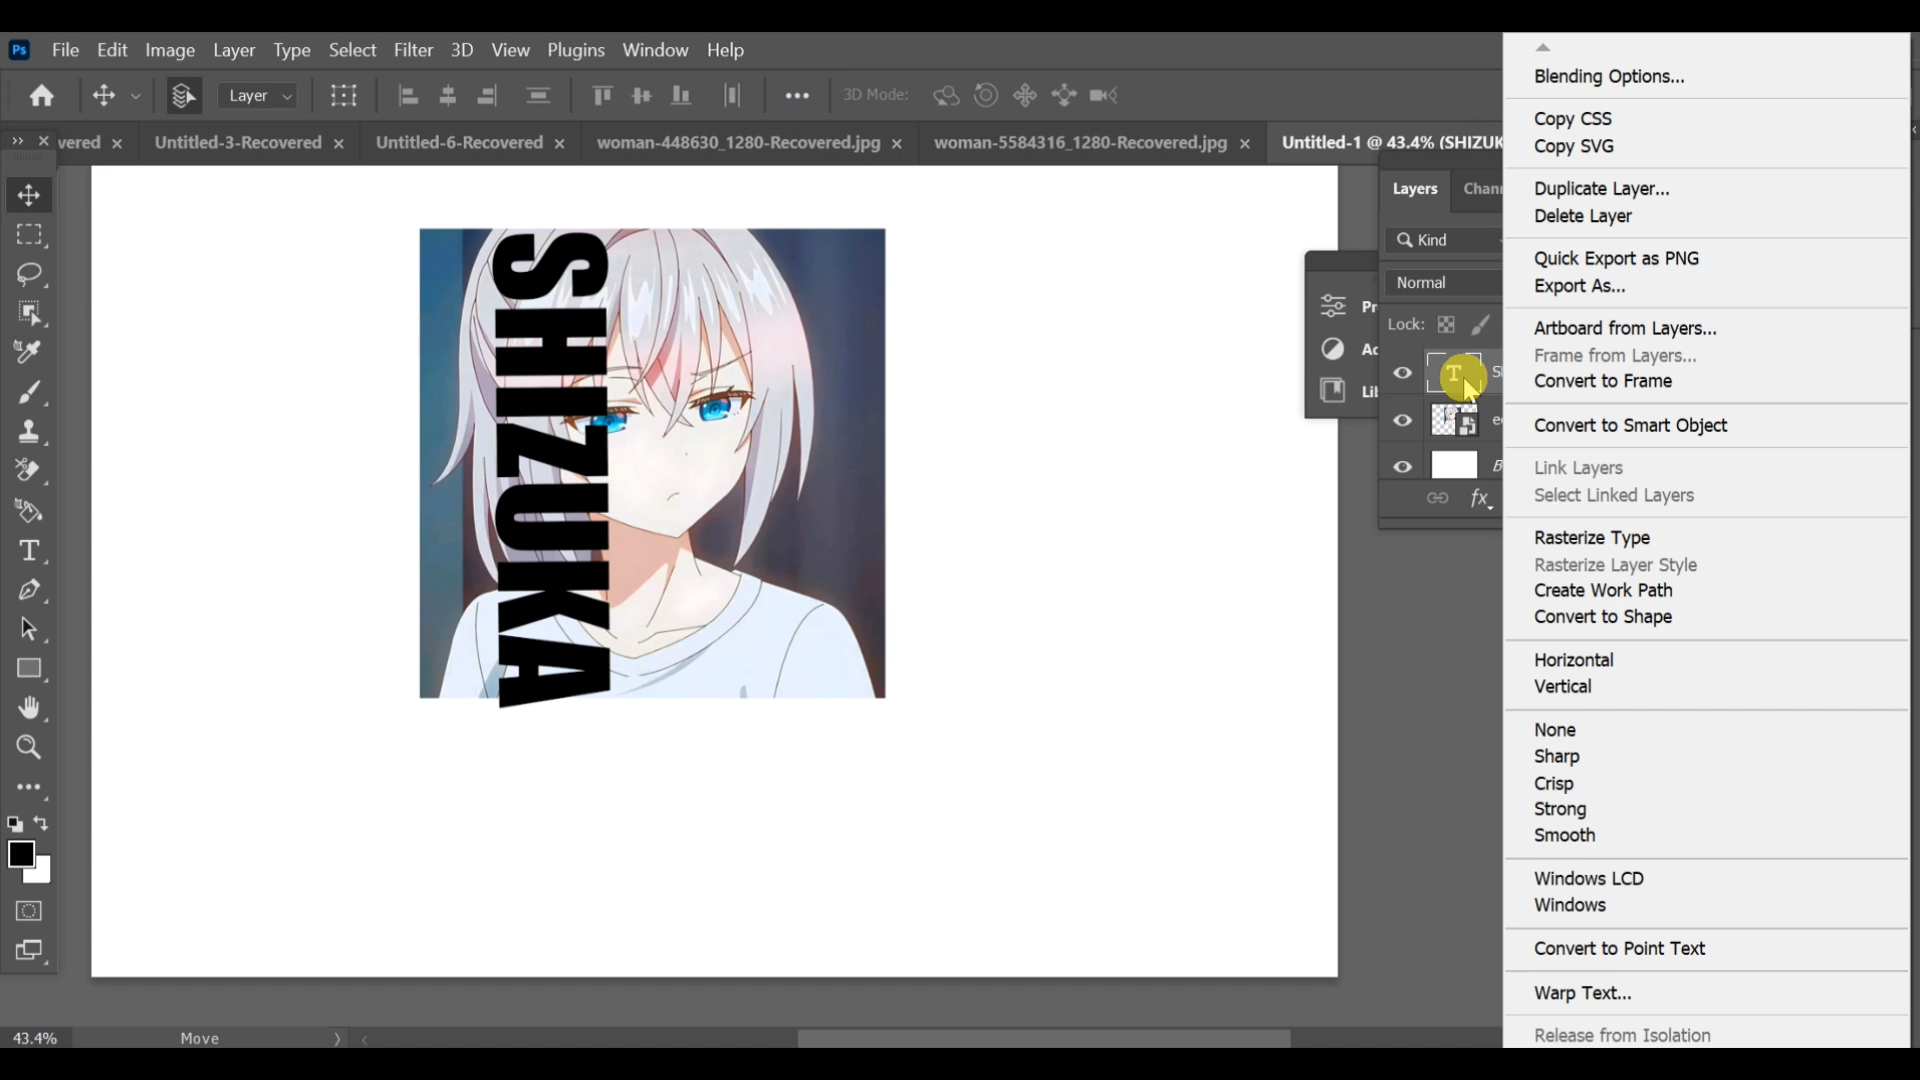 Ps File Edit Image Layer Type Select Filter 3D View Plugins Window Help
Layer 3D Mode:
vered Untitled-3-Recovered Untitled-6-Recovered woman-448630_1280-Recovered.jpg woman-5584316_1280-Recovered.jpg Untitled-1 @ 43.4% (SHIZUK
SHIZUKA
Layers Chann
Kind
Normal
Pr
Lock:
Ad
Lib
T
fx
T
43.4% Move
Blending Options...
Copy CSS
Copy SVG
Duplicate Layer...
Delete Layer
Quick Export as PNG
Export As...
Artboard from Layers...
Frame from Layers...
Convert to Frame
Convert to Smart Object
Link Layers
Select Linked Layers
Rasterize Type
Rasterize Layer Style
Create Work Path
Convert to Shape
Horizontal
Vertical
None
Sharp
Crisp
Strong
Smooth
Windows LCD
Windows
Convert to Point Text
Warp Text...
Release from Isolation